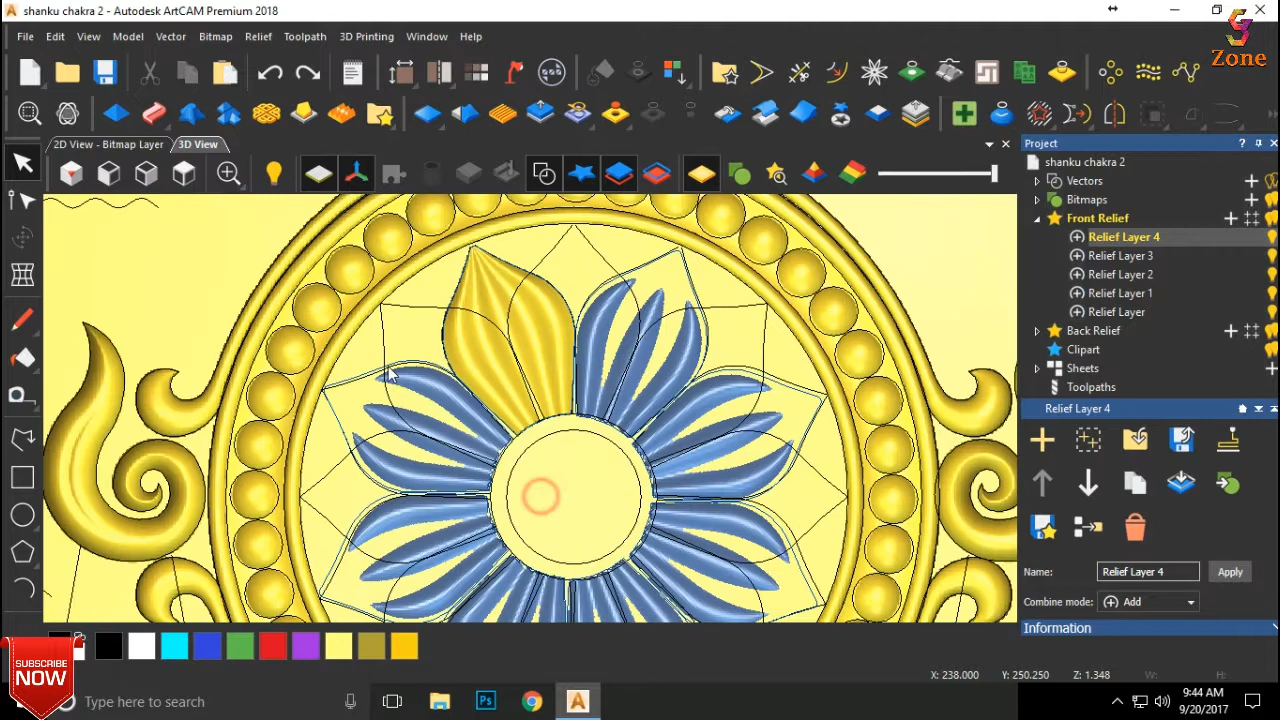 shanku chakra 2 - Autodesk ArtCAM Premium 2018
File Edit View Model Vector Bitmap Relief Toolpath 3D Printing Window Help
Zone
2D View - Bitmap Layer 3D View
Project
shanku chakra 2
Vectors
Bitmaps
Front Relief
Relief Layer 4
Relief Layer 3
Relief Layer 2
Relief Layer 1
Relief Layer
Back Relief
Clipart
Sheets
Toolpaths
Relief Layer 4
Name: Relief Layer 4 Apply
Combine mode: Add
Information
X: 238.000 Y: 250.250 Z: 1.348 W: H:
SUBSCRIBE
NOW
Type here to search
Ps
9:44 AM
9/20/2017